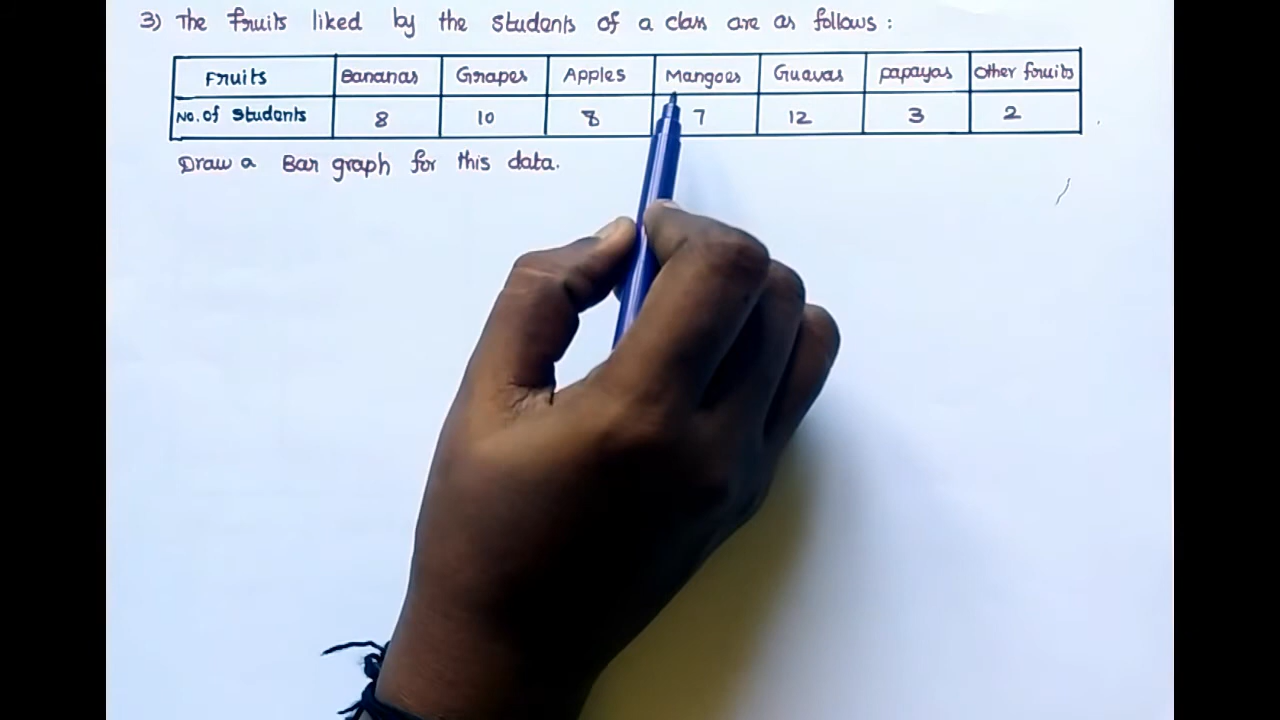 3) The fruits liked by the students of a class are as follows :
Fruits Bananas Grapes Apples Mangoes Guavas papayas Other fruits
No. of Students 8 10 8 7 12 3 2
Draw a Bar graph for this data.